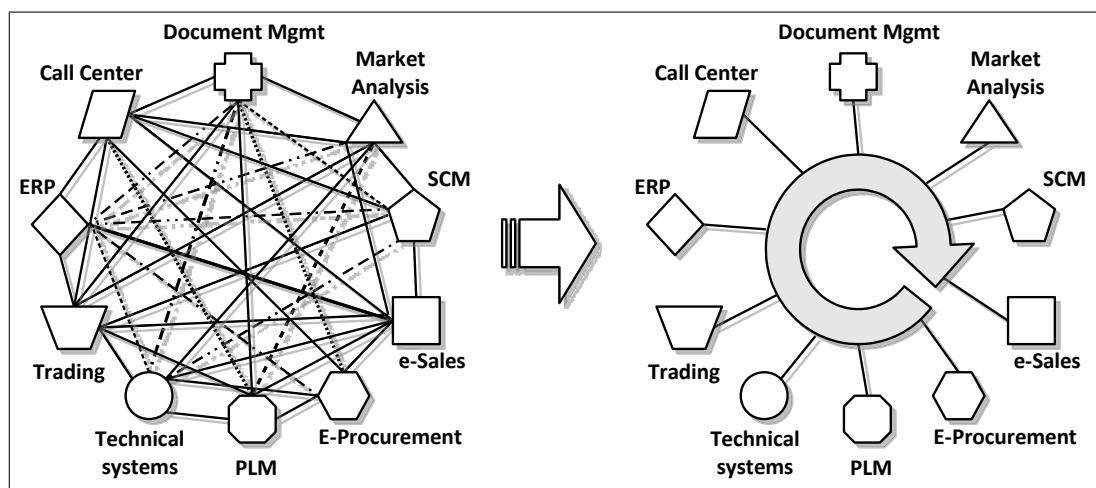 Document Mgmt
Call Center
Market
Analysis
ERP
SCM
Trading
e-Sales
Technical
systems
PLM
E-Procurement
Document Mgmt
Call Center
Market
Analysis
ERP
SCM
Trading
e-Sales
Technical
systems
PLM
E-Procurement